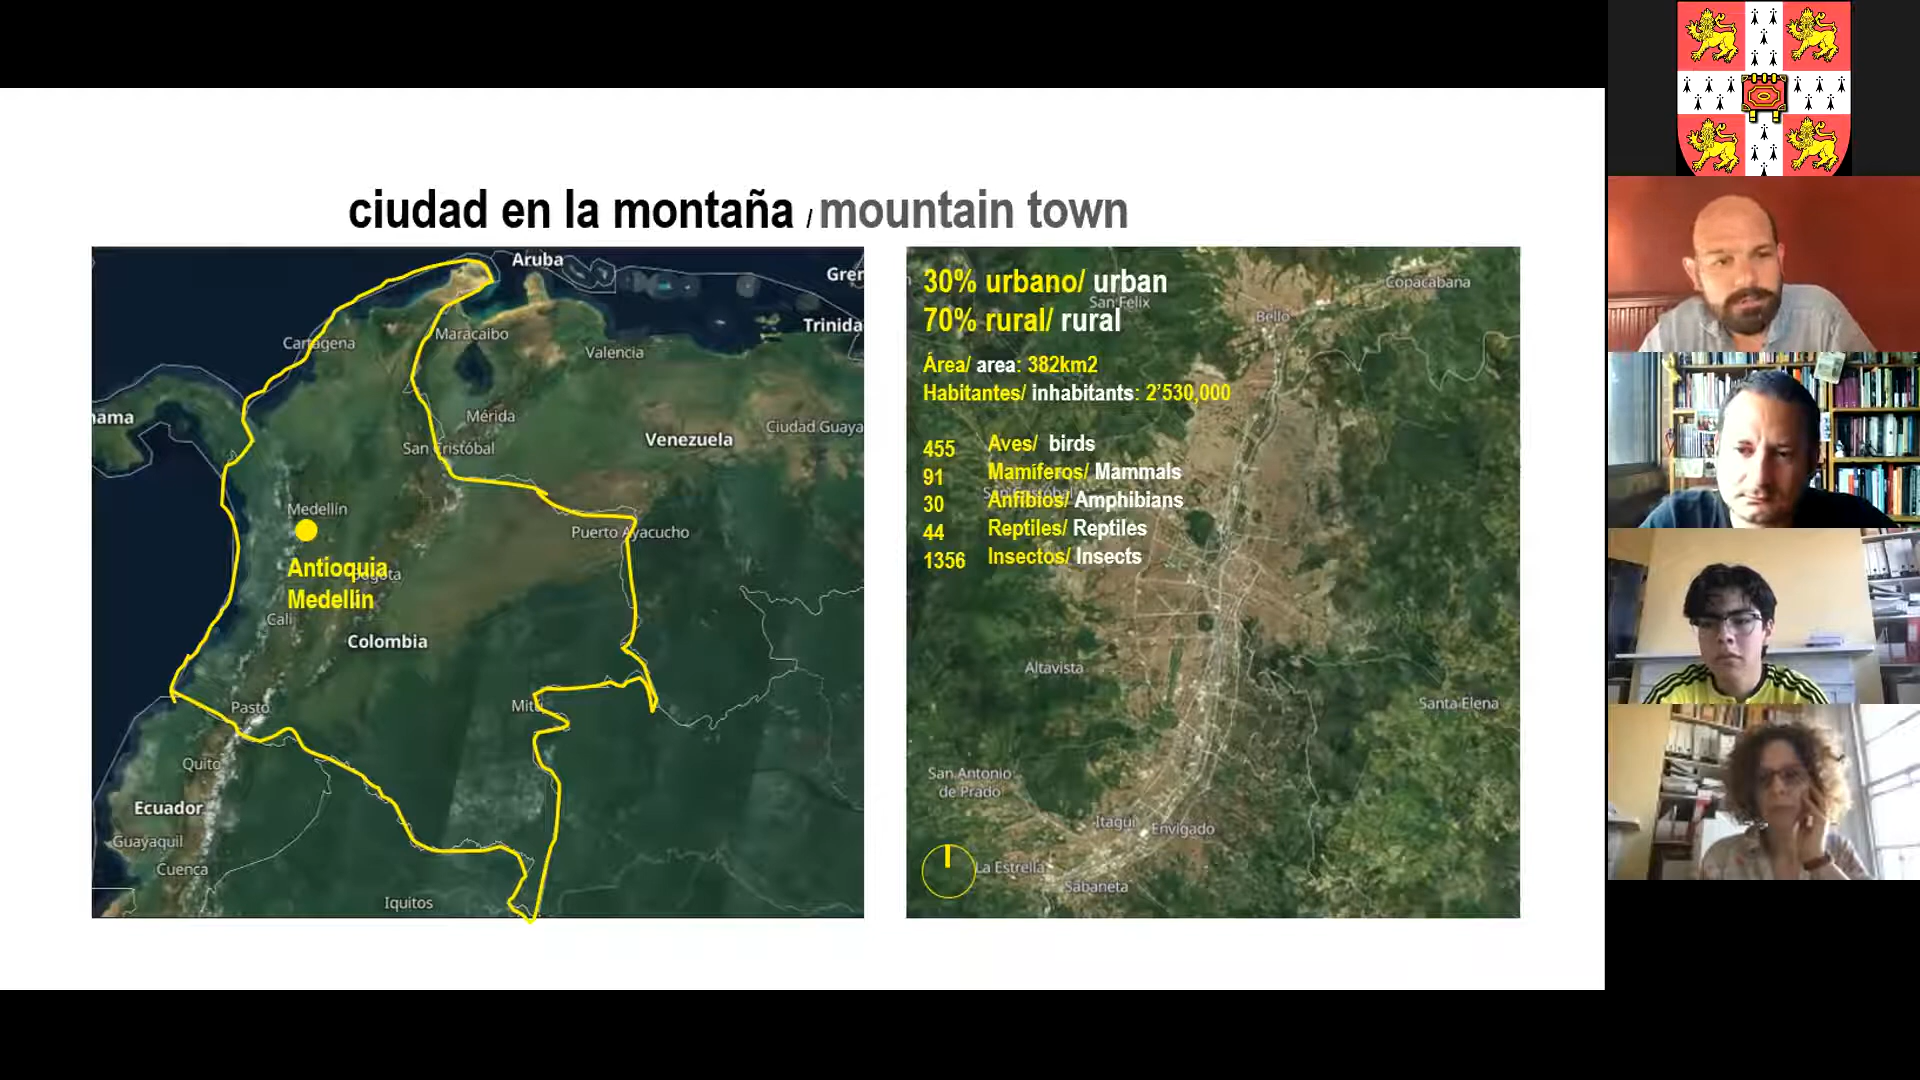 ciudad en la montaña / mountain town
Aruba
Trinida
Maracaibo
Cartagena
Valencia
Mérida
nama
Ciudad Guaya
Venezuela
San Cristóbal
Medellín
Puerto Ayacucho
Antioquia
Bogota
Medellín
Cali
Colombia
Mitú
Pasto
Quito
Ecuador
Guayaquil
Cuenca
Iquitos
30% urbano/ urban
San Felix
70% rural/ rural
Área/ area: 382km2
Habitantes/ inhabitants: 2’530,000
455 Aves/ birds
91 Mamíferos/ Mammals
30 Anfibios/ Amphibians
44 Reptiles/ Reptiles
1356 Insectos/ Insects
Copacabana
Bello
Altavista
Santa Elena
San Antonio
de Prado
Itagüí
Envigado
La Estrella
Sabaneta